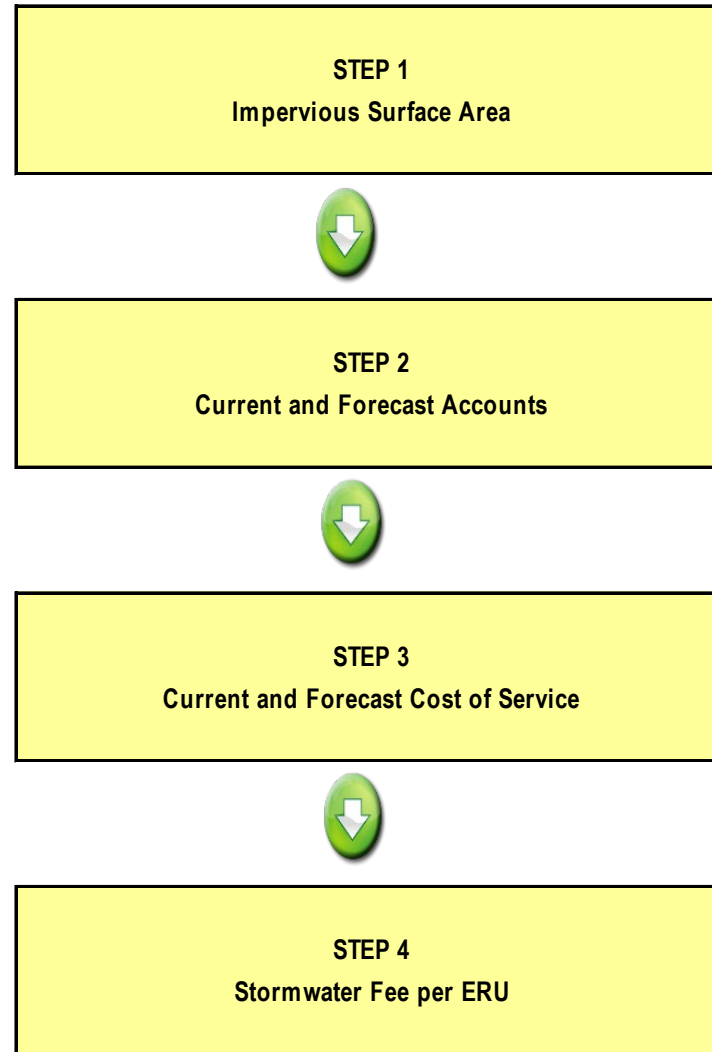 STEP 1
Impervious Surface Area
STEP 2
Current and Forecast Accounts
STEP 3
Current and Forecast Cost of Service
STEP 4
Stormwater Fee per ERU